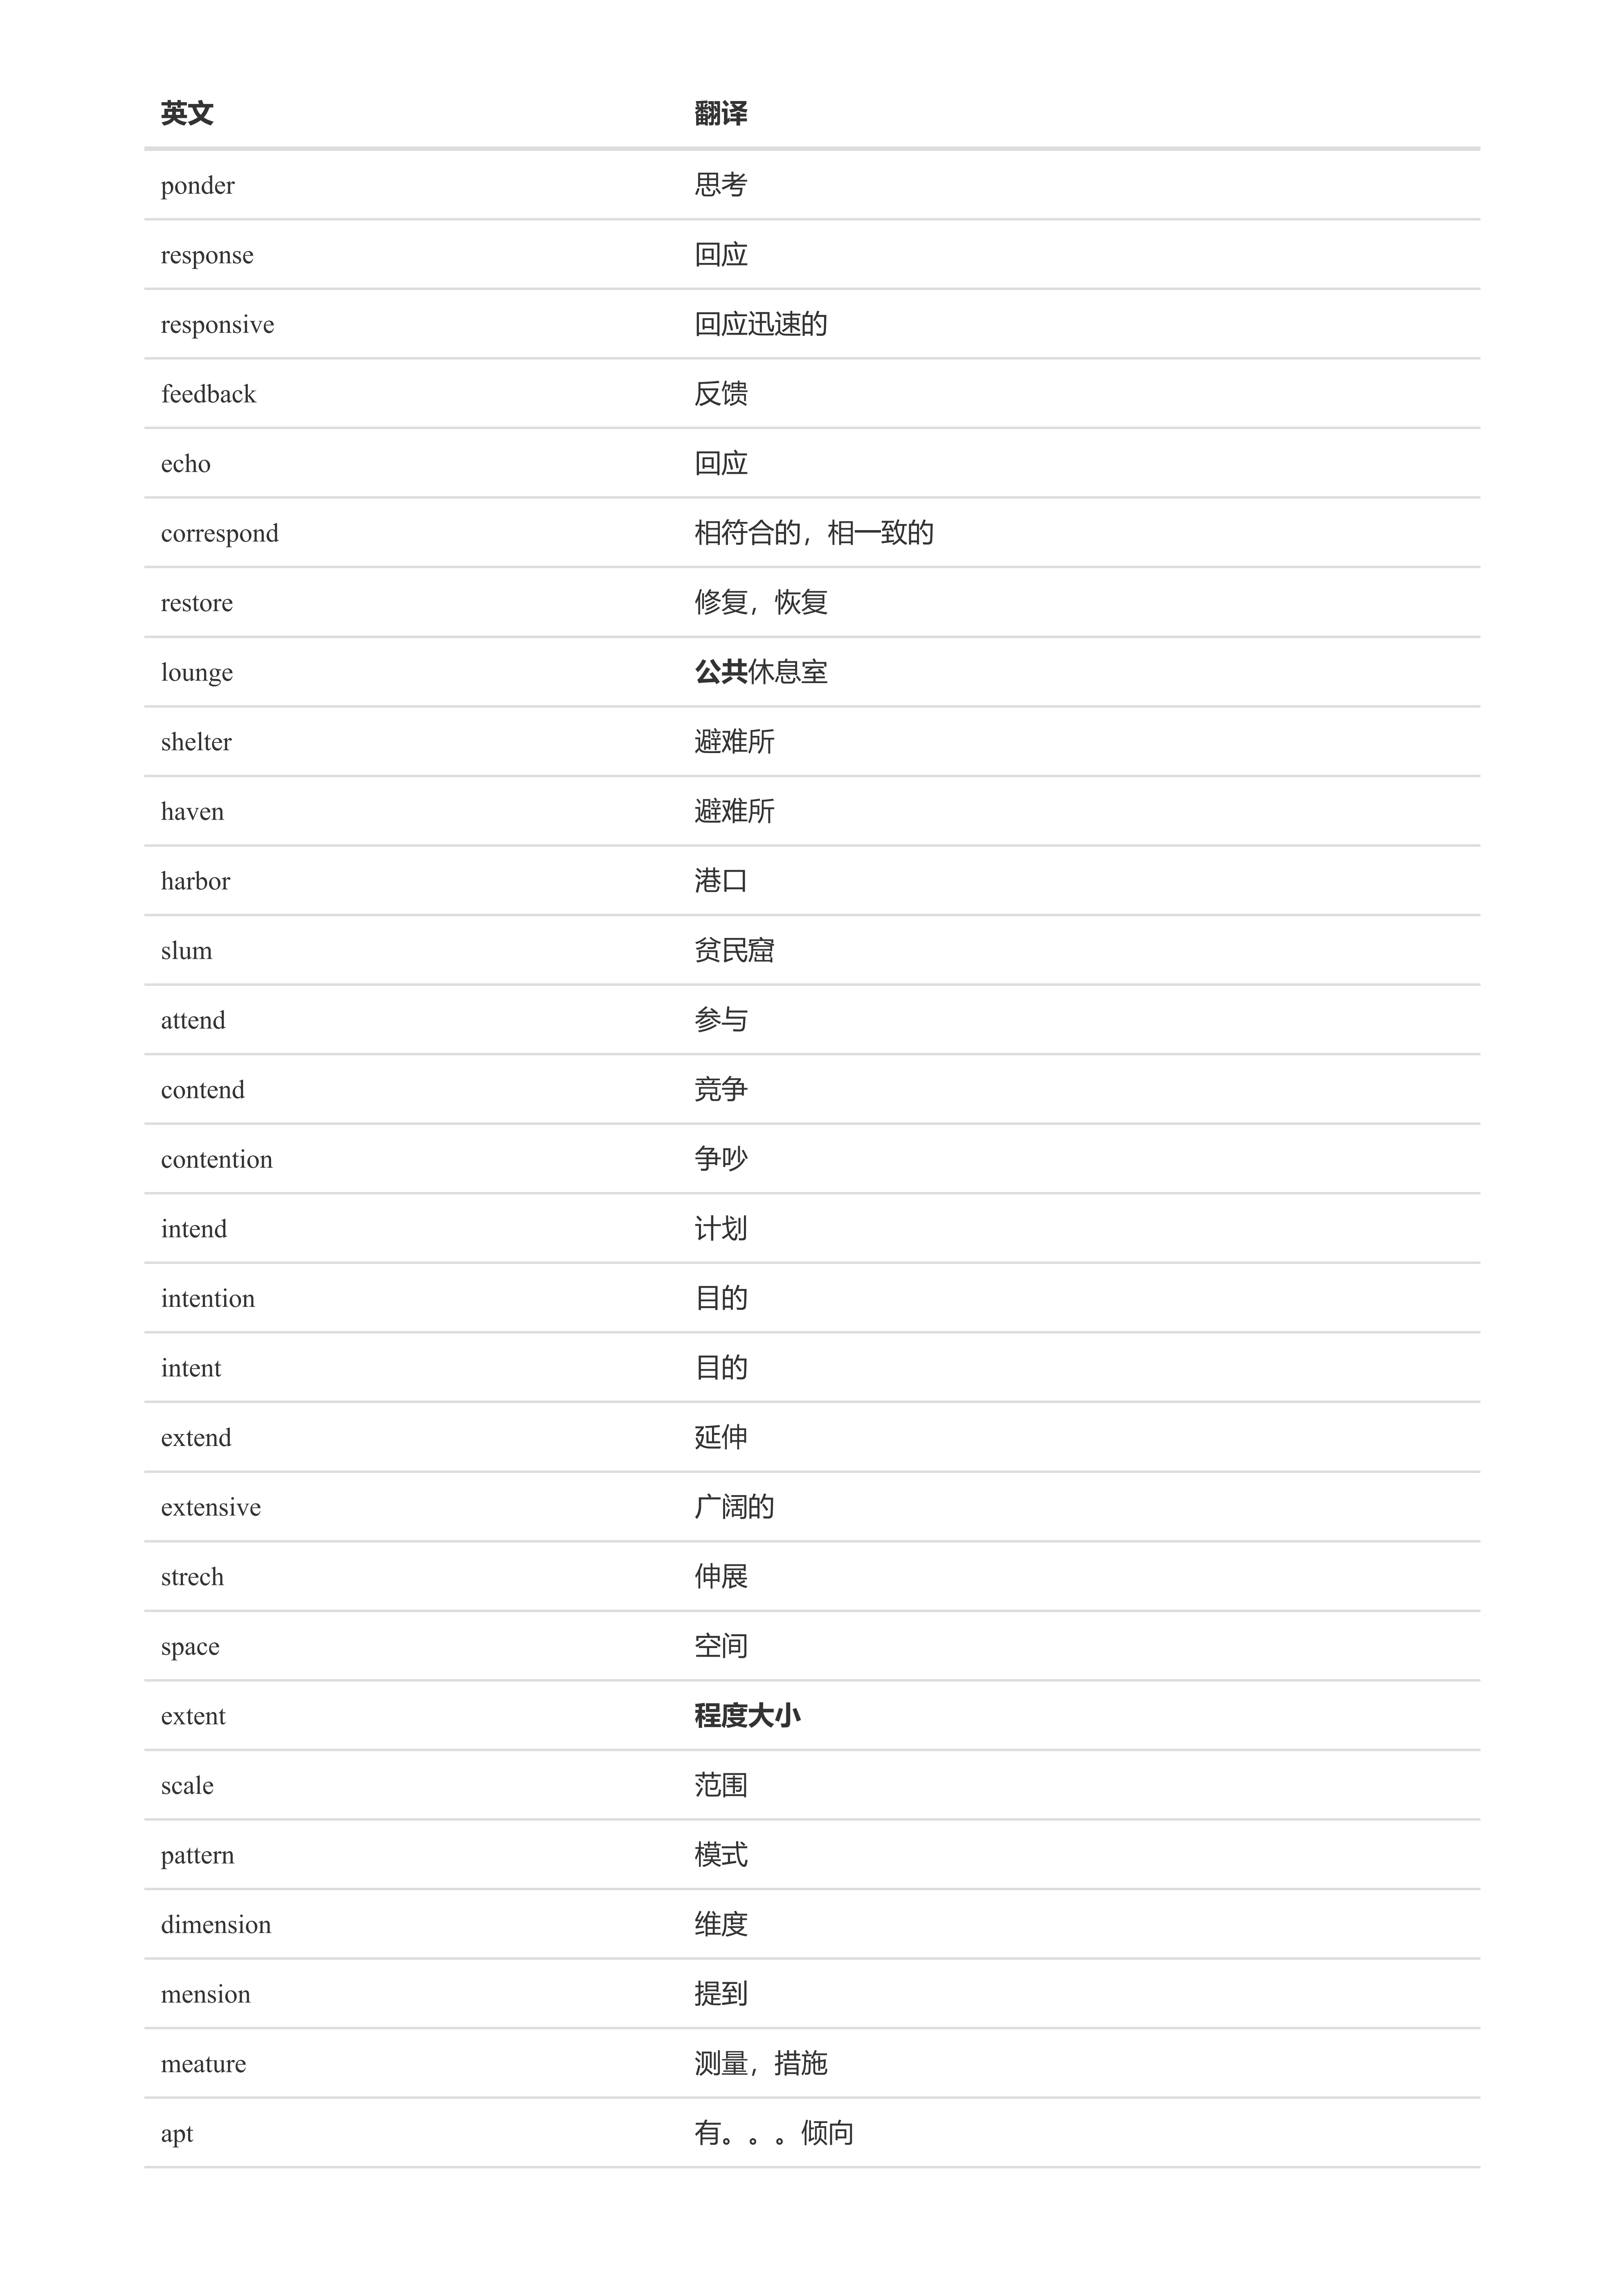 英文 翻译
ponder 思考
response 回应
responsive 回应迅速的
feedback 反馈
echo 回应
correspond 相符合的，相一致的
restore 修复，恢复
lounge 公共休息室
shelter 避难所
haven 避难所
harbor 港口
slum 贫民窟
attend 参与
contend 竞争
contention 争吵
intend 计划
intention 目的
intent 目的
extend 延伸
extensive 广阔的
strech 伸展
space 空间
extent 程度大小
scale 范围
pattern 模式
dimension 维度
mension 提到
meature 测量，措施
apt 有。。。倾向